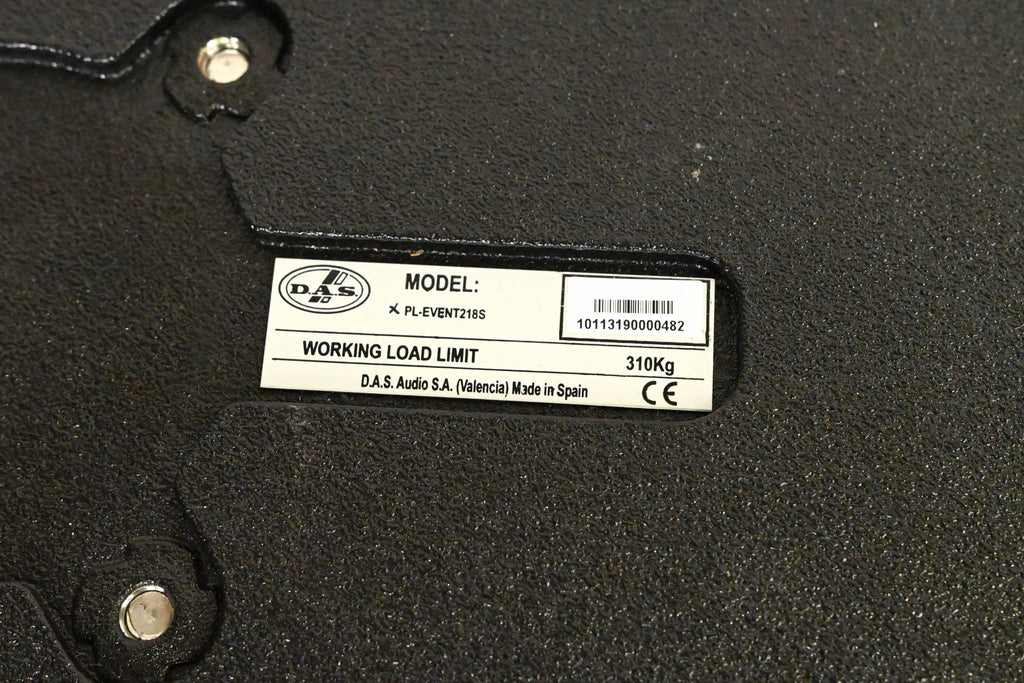 D.A.S.
MODEL:
X PL-EVENT218S
10113190000482
WORKING LOAD LIMIT 310Kg
D.A.S. Audio S.A. (Valencia) Made in Spain CE